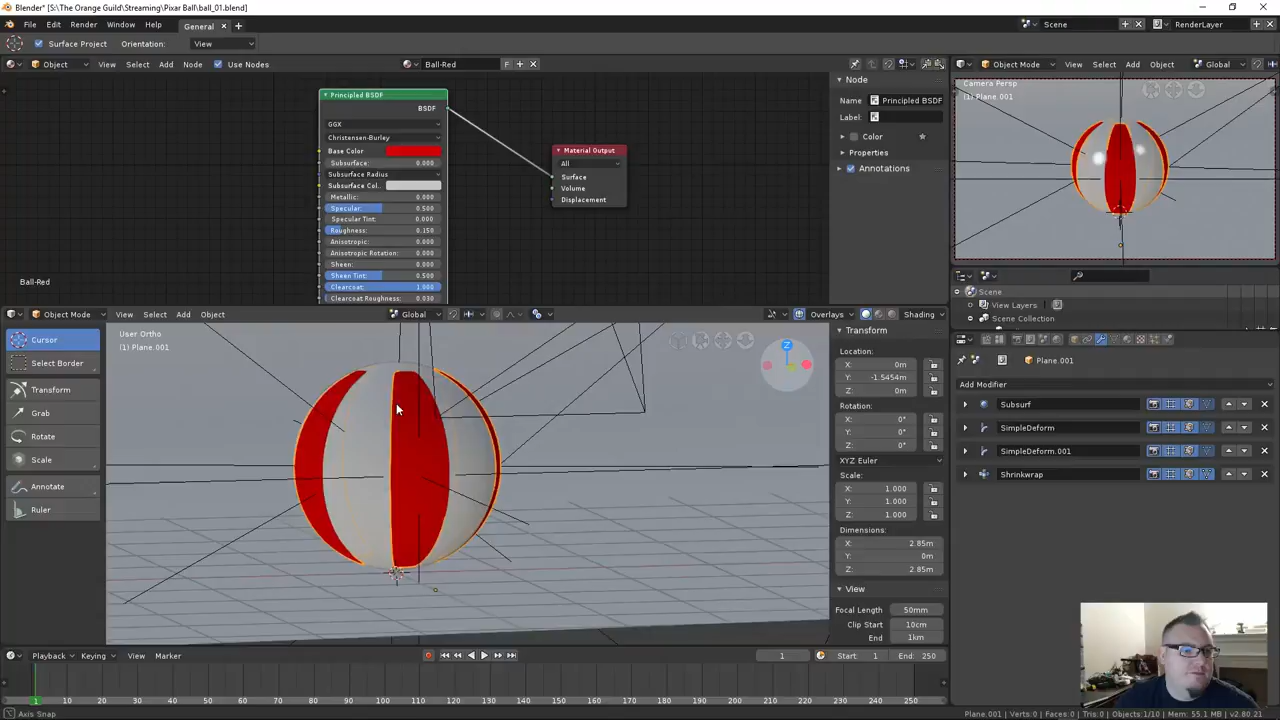 Blender* [S:\The Orange Guild\Streaming\Pixar Ball\ball_01.blend]
File Edit Render Window Help General Scene RenderLayer
Surface Project Orientation: View
Object View Select Add Node Use Nodes Ball-Red F
Object Mode View Select Add Object Global
Principled BSDF
BSDF
GGX
Christensen-Burley
Base Color
Subsurface: 0.000
Subsurface Radius
Subsurface Col..
Metallic: 0.000
Specular: 0.500
Specular Tint: 0.000
Roughness: 0.150
Anisotropic: 0.000
Anisotropic Rotation: 0.000
Sheen: 0.000
Sheen Tint: 0.500
Clearcoat: 1.000
Clearcoat Roughness: 0.030
Material Output
All
Surface
Volume
Displacement
Ball-Red
Node
Name Principled BSDF
Label:
Color
Properties
Annotations
Camera Persp
(1) Plane.001
Scene
View Layers
Scene Collection
Object Mode View Select Add Object Global Overlays Shading
Cursor
Select Border
Grab
Rotate
Scale
Annotate
Ruler
Transform
User Ortho
(1) Plane.001
Z
Transform
Location:
X: 0m
Y: -1.5454m
Z: 0m
Rotation:
X: 0°
Y: 0°
Z: 0°
XYZ Euler
Scale:
X: 1.000
Y: 1.000
Z: 1.000
Dimensions:
X: 2.85m
Y: 0m
Z: 2.85m
View
Focal Length 50mm
Clip Start 10cm
End 1km
Plane.001
Add Modifier
Subsurf
SimpleDeform
SimpleDeform.001
Shrinkwrap
Playback Keying View Marker 1 Start: 1 End: 250
1 10 20 30 40 50 60 70 80 90 100 110 120 130 140 150 160 170 180 190 200 210 220 230 240 250
Axis Snap
Plane.001 | Verts:0 | Faces:0 | Tris:0 | Objects:1/10 | Mem: 55.1 MB | v2.80.21